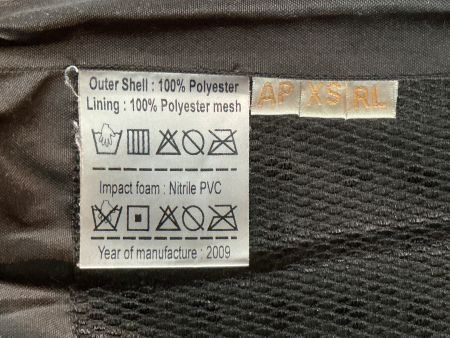 Outer Shell : 100% Polyester
Lining : 100% Polyester mesh
AP XS RL
Impact foam : Nitrile PVC
Year of manufacture : 2009